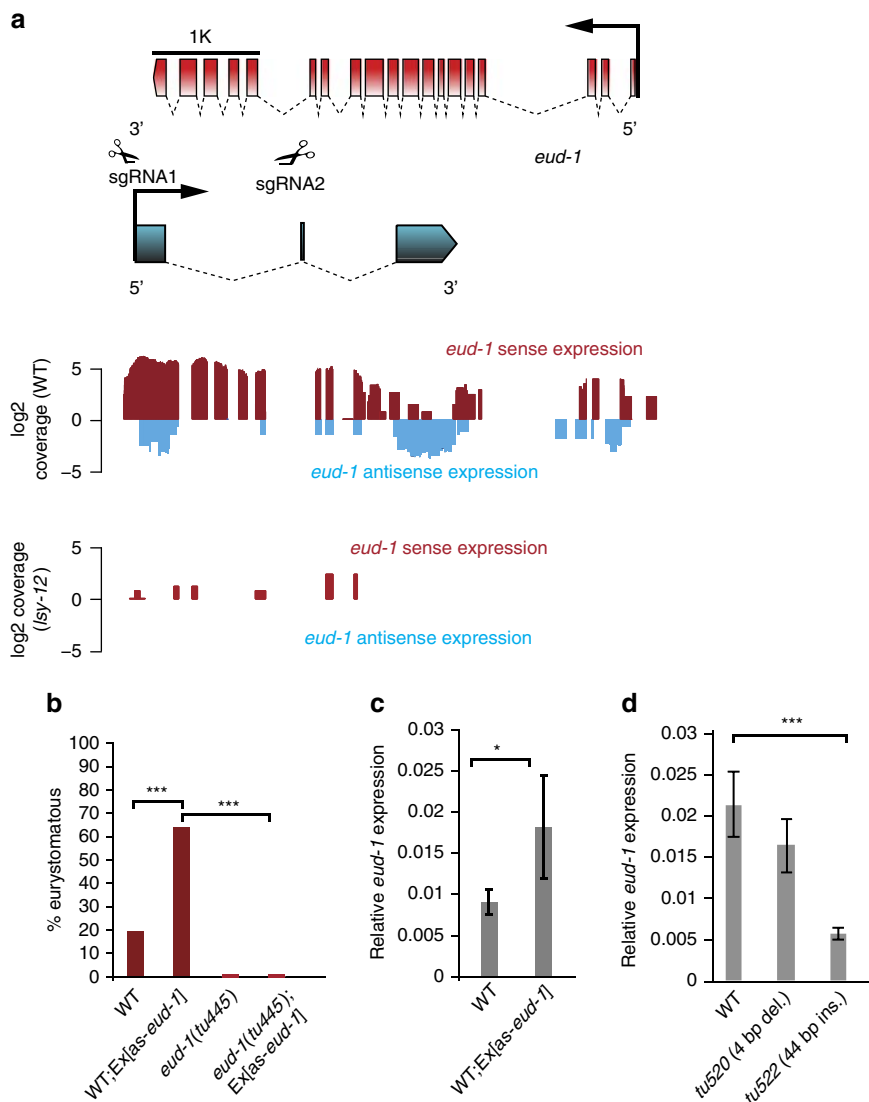 a
1K
3’
5’
eud-1
sgRNA1
sgRNA2
5’
3’
log2
coverage (WT)
5
0
−5
eud-1 sense expression
eud-1 antisense expression
log2 coverage
(lsy-12)
5
0
−5
eud-1 sense expression
eud-1 antisense expression
b
% eurystomatous
100
90
80
70
60
50
40
30
20
10
0
***
***
WT
WT;Ex[as-eud-1]
eud-1(tu445)
eud-1(tu445);
Ex[as-eud-1]
c
Relative eud-1 expression
0.03
0.025
0.02
0.015
0.01
0.005
0
*
WT
WT;Ex[as-eud-1]
d
Relative eud-1 expression
0.03
0.025
0.02
0.015
0.01
0.005
0
***
WT
tu520 (4 bp del.)
tu522 (44 bp ins.)